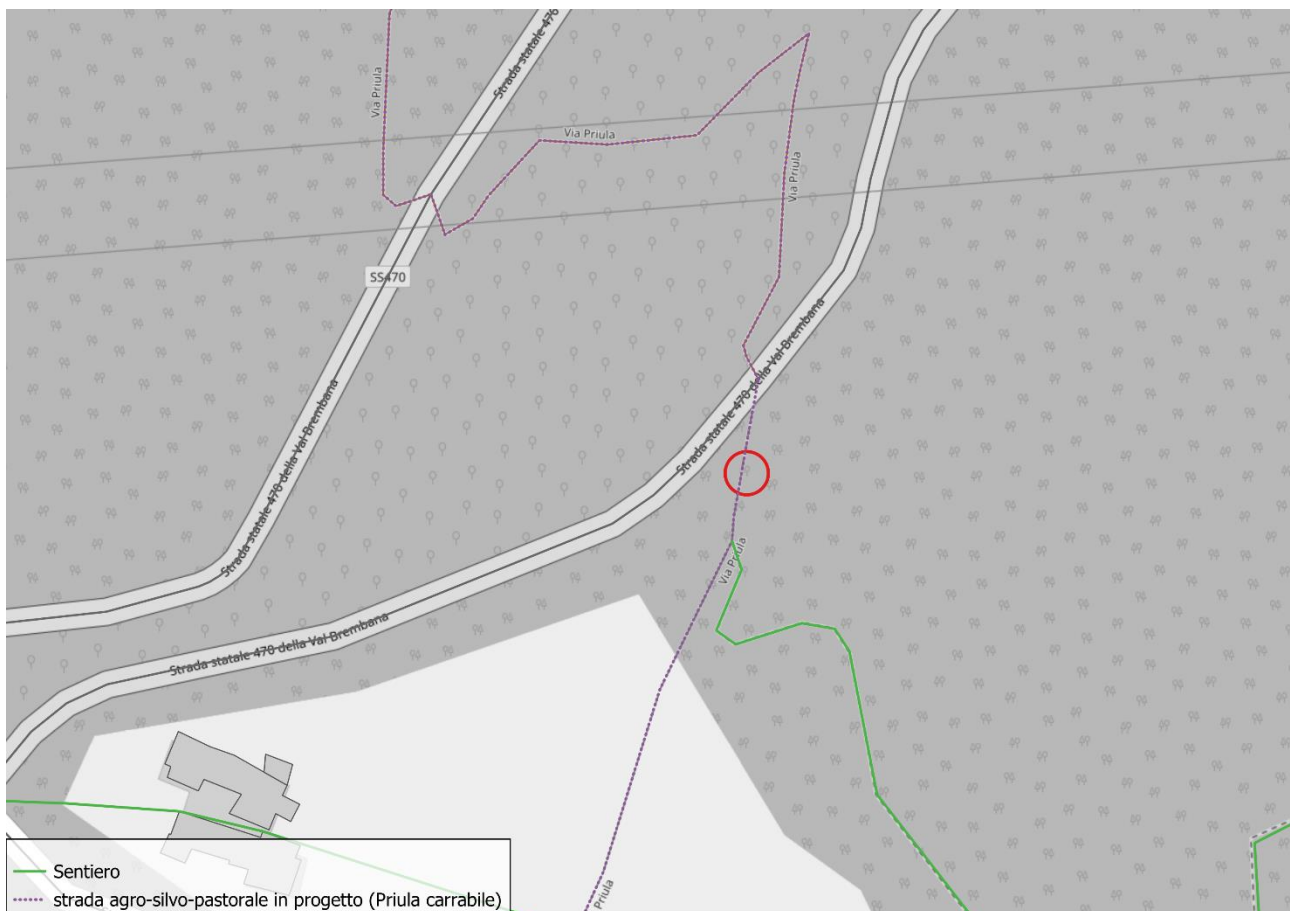 Strada statale 470
Via Priula
Via Priula
Via Priula
SS470
Strada statale 470 della Val Brembana
Strada statale 470 della Val Brembana
Via Priula
Strada statale 470 della Val Brembana
Sentiero
strada agro-silvo-pastorale in progetto (Priula carrabile)
Priula